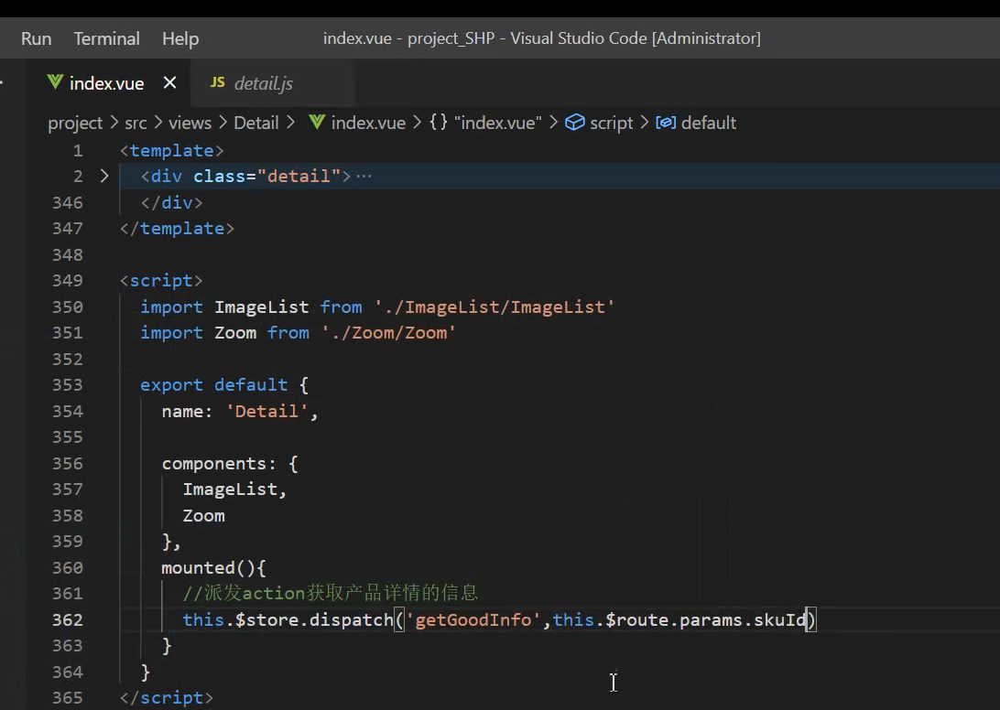 Run Terminal Help index.vue - project_SHP - Visual Studio Code [Administrator]
index.vue × JS detail.js
project > src > views > Detail > index.vue > {} "index.vue" > script > default
1 <template>
2 > <div class="detail">···
346 </div>
347 </template>
348
349 <script>
350 import ImageList from './ImageList/ImageList'
351 import Zoom from './Zoom/Zoom'
352
353 export default {
354 name: 'Detail',
355
356 components: {
357 ImageList,
358 Zoom
359 },
360 mounted(){
361 //派发action获取产品详情的信息
362 this.$store.dispatch('getGoodInfo',this.$route.params.skuId)
363 }
364 }
365 </script>